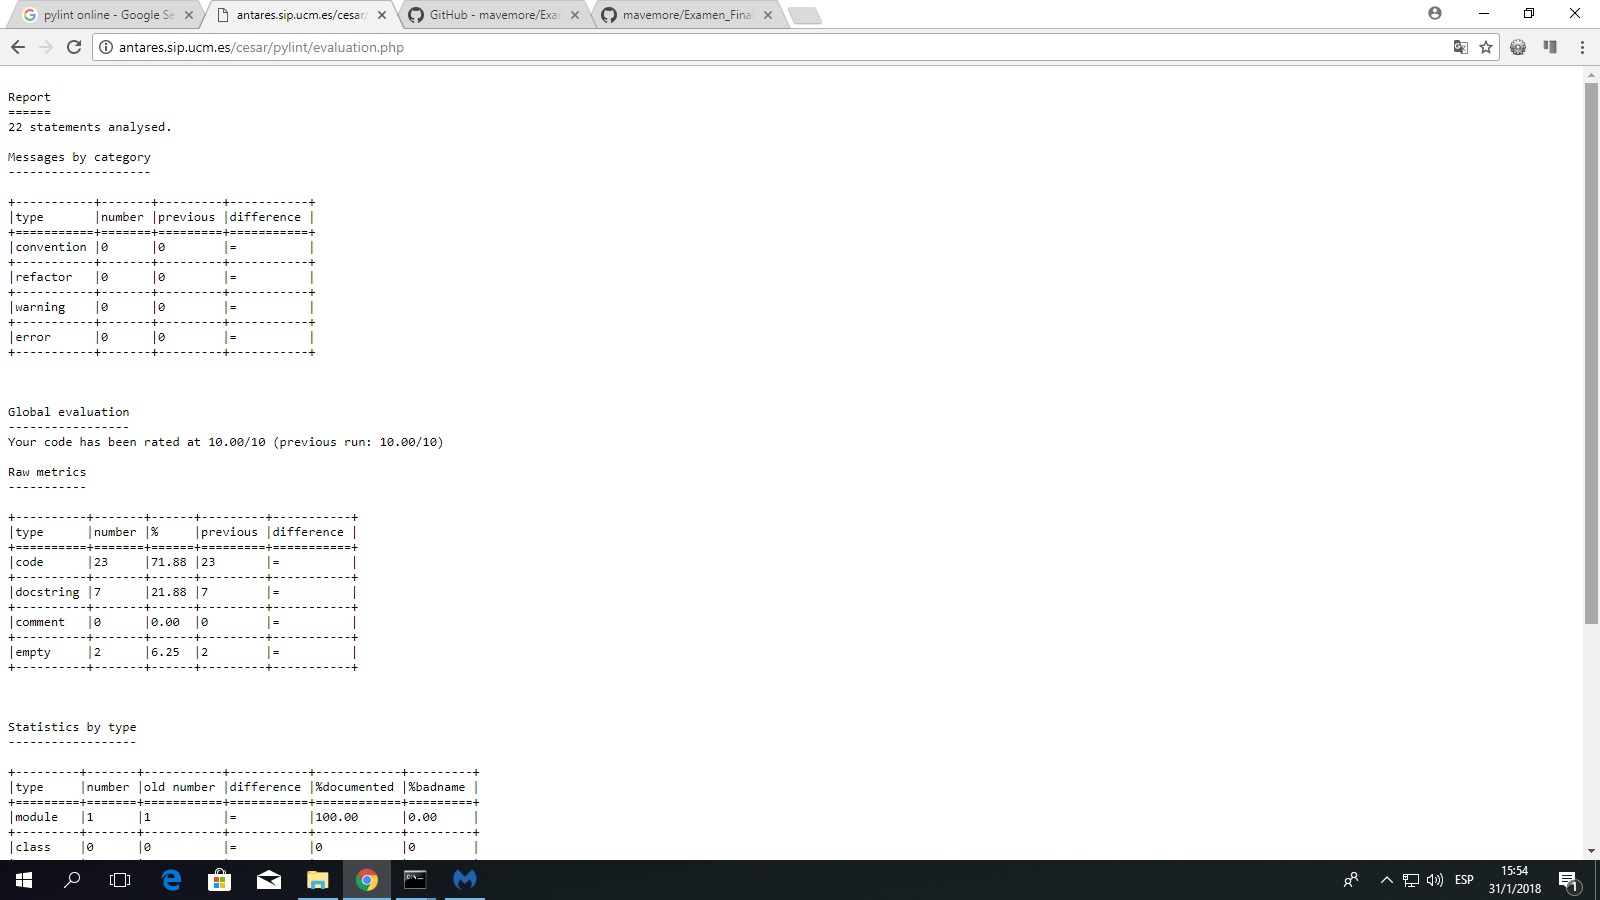 pylint online - Google Se
antares.sip.ucm.es/cesar/
GitHub - mavemore/Exa
mavemore/Examen_Final
antares.sip.ucm.es/cesar/pylint/evaluation.php
Report
======
22 statements analysed.
Messages by category
--------------------
+-----------+-------+---------+-----------+
|type       |number |previous |difference |
+===========+=======+=========+===========+
|convention |0      |0        |=          |
+-----------+-------+---------+-----------+
|refactor   |0      |0        |=          |
+-----------+-------+---------+-----------+
|warning    |0      |0        |=          |
+-----------+-------+---------+-----------+
|error      |0      |0        |=          |
+-----------+-------+---------+-----------+
Global evaluation
-----------------
Your code has been rated at 10.00/10 (previous run: 10.00/10)
Raw metrics
-----------
+----------+-------+------+---------+-----------+
|type      |number |%     |previous |difference |
+==========+=======+======+=========+===========+
|code      |23     |71.88 |23       |=          |
+----------+-------+------+---------+-----------+
|docstring |7      |21.88 |7        |=          |
+----------+-------+------+---------+-----------+
|comment   |0      |0.00  |0        |=          |
+----------+-------+------+---------+-----------+
|empty     |2      |6.25  |2        |=          |
+----------+-------+------+---------+-----------+
Statistics by type
------------------
+---------+-------+-----------+-----------+------------+---------+
|type     |number |old number |difference |%documented |%badname |
+=========+=======+===========+===========+============+=========+
|module   |1      |1          |=          |100.00      |0.00     |
+---------+-------+-----------+-----------+------------+---------+
|class    |0      |0          |=          |0           |0        |
ESP
15:54
31/1/2018
1